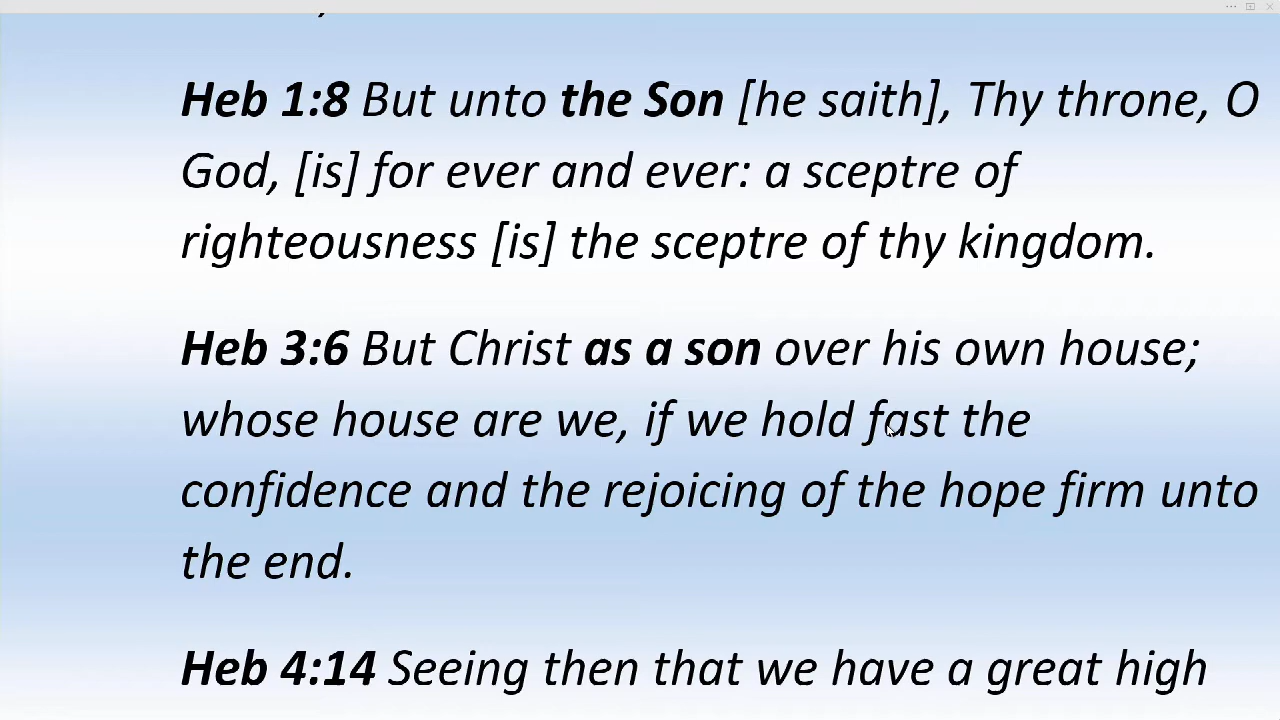 Heb 1:8 But unto the Son [he saith], Thy throne, O
God, [is] for ever and ever: a sceptre of
righteousness [is] the sceptre of thy kingdom.
Heb 3:6 But Christ as a son over his own house;
whose house are we, if we hold fast the
confidence and the rejoicing of the hope firm unto
the end.
Heb 4:14 Seeing then that we have a great high